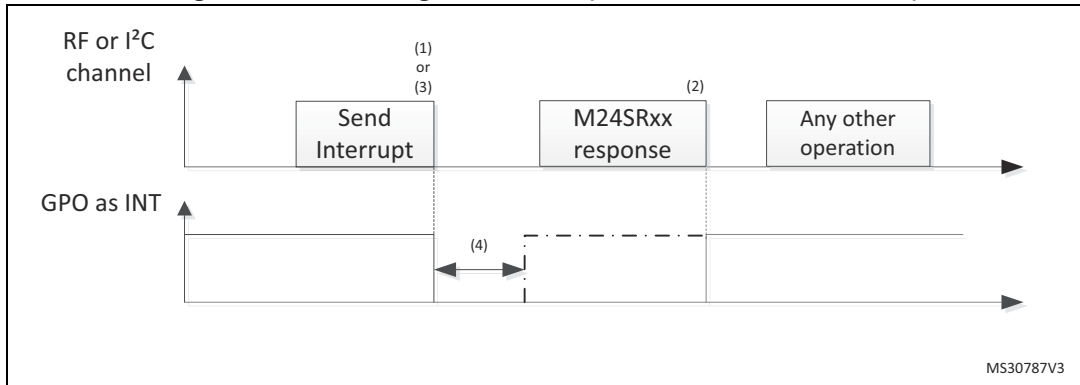 RF or I²C
channel
(1)
or
(3)
(2)
Send
Interrupt
M24SRxx
response
Any other
operation
GPO as INT
(4)
MS30787V3